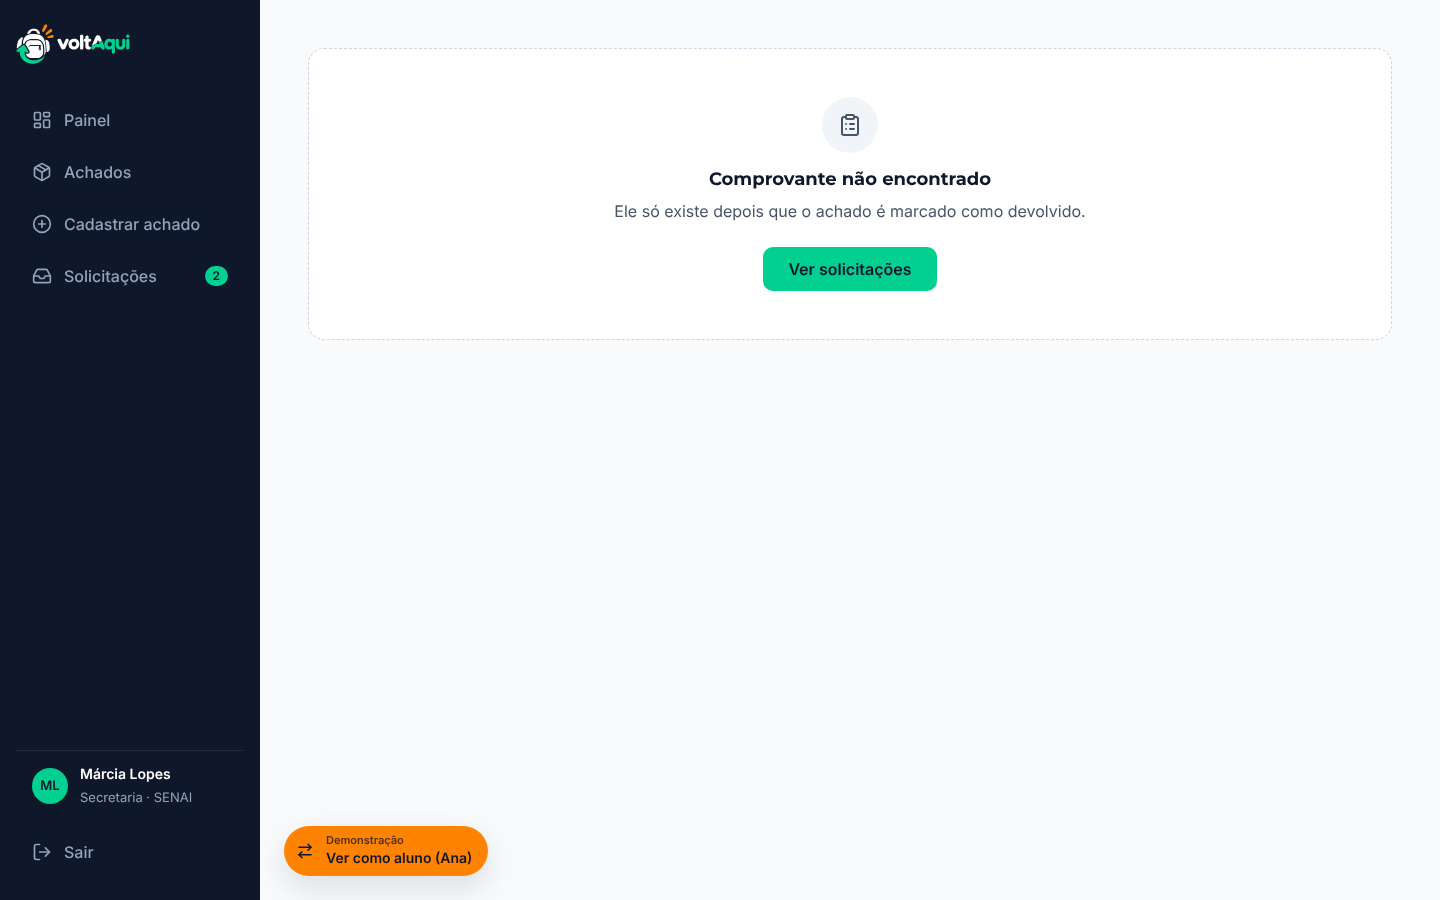 voltAqui
Painel
Achados
Cadastrar achado
Solicitações 2
Comprovante não encontrado
Ele só existe depois que o achado é marcado como devolvido.
Ver solicitações
ML
Márcia Lopes
Secretaria · SENAI
Sair
Demonstração
Ver como aluno (Ana)